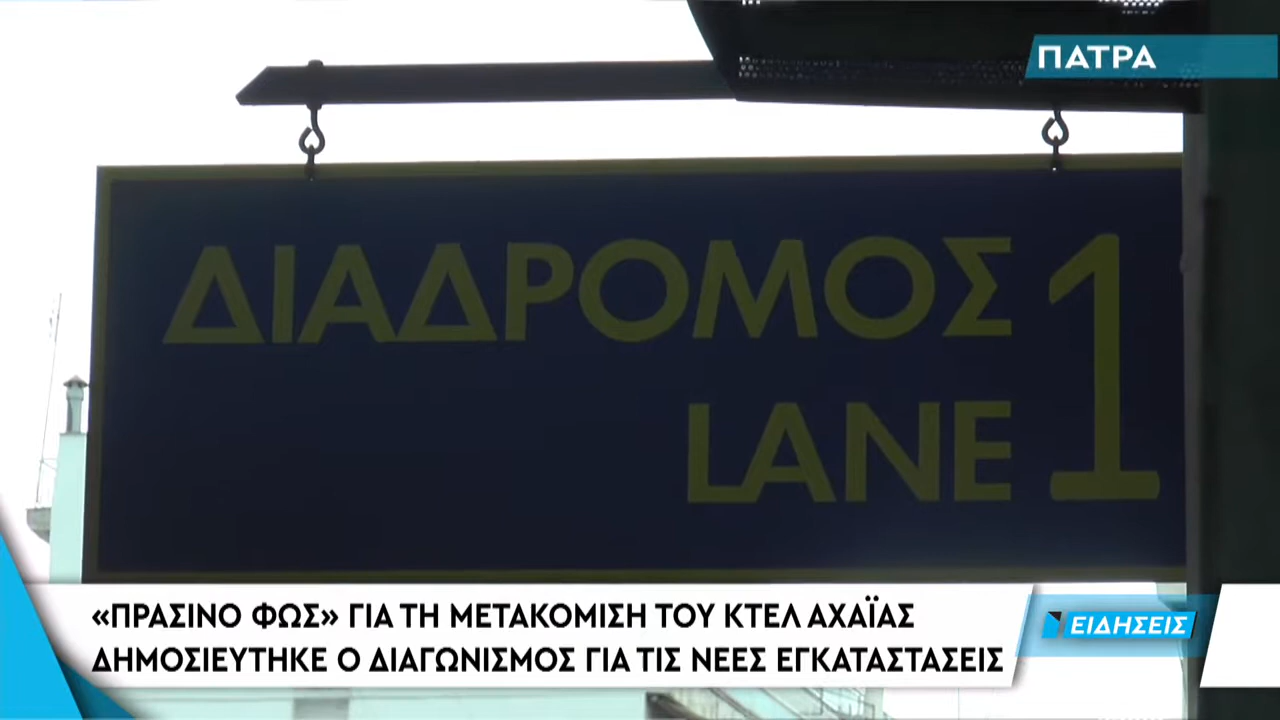 ΠΑΤΡΑ
ΔΙΑΔΡΟΜΟΣ 1
LANE
«ΠΡΑΣΙΝΟ ΦΩΣ» ΓΙΑ ΤΗ ΜΕΤΑΚΟΜΙΣΗ ΤΟΥ ΚΤΕΛ ΑΧΑΪΑΣ
ΔΗΜΟΣΙΕΥΤΗΚΕ Ο ΔΙΑΓΩΝΙΣΜΟΣ ΓΙΑ ΤΙΣ ΝΕΕΣ ΕΓΚΑΤΑΣΤΑΣΕΙΣ
ΕΙΔΗΣΕΙΣ